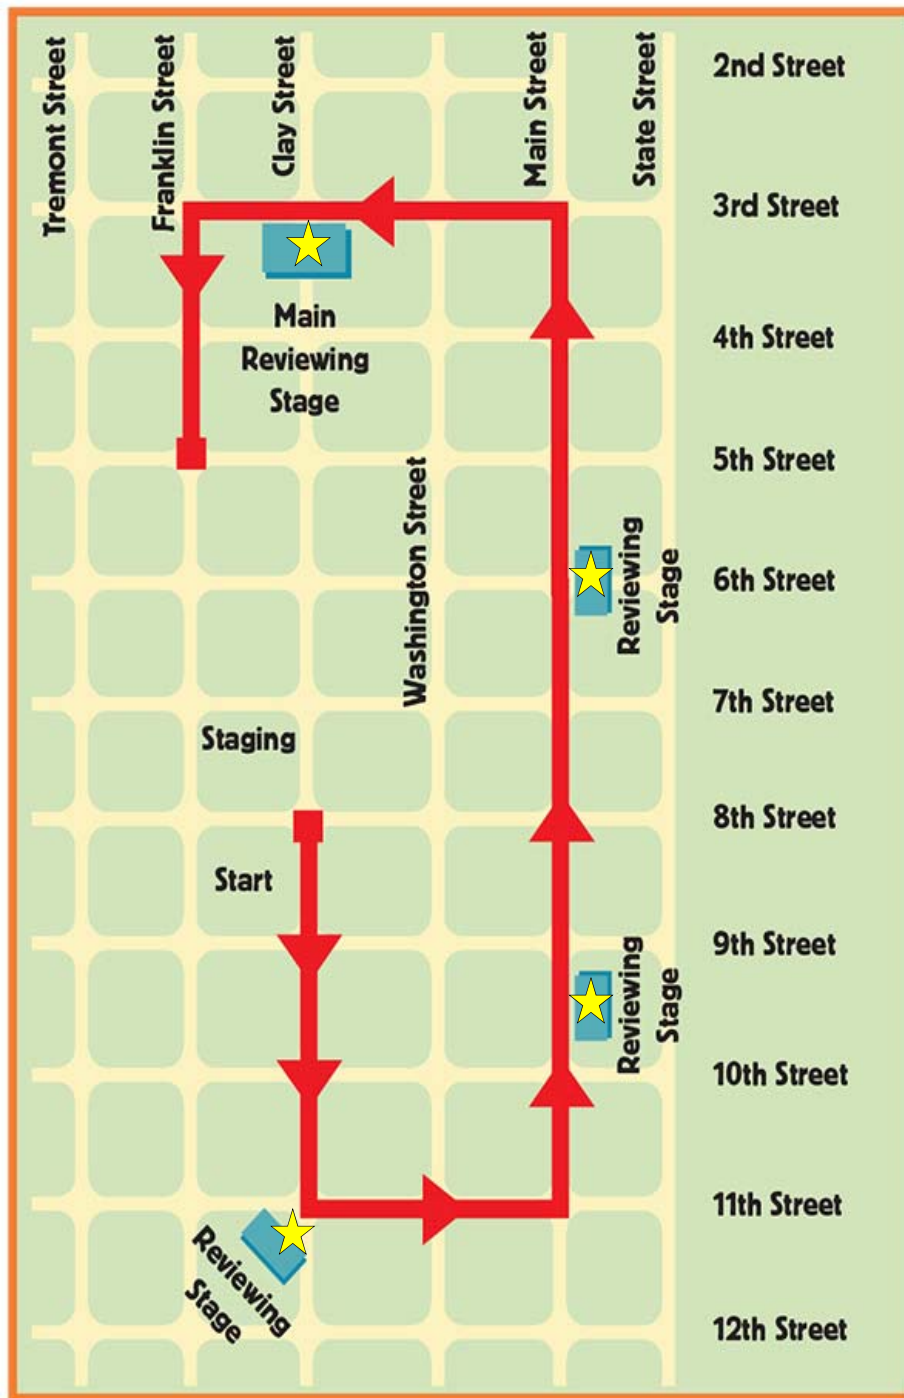 Tremont Street
Franklin Street
Clay Street
Main Street
State Street
2nd Street
3rd Street
Main
Reviewing
Stage
4th Street
5th Street
Washington Street
Reviewing
Stage
6th Street
7th Street
Staging
8th Street
Start
9th Street
Reviewing
Stage
10th Street
11th Street
Reviewing
Stage
12th Street